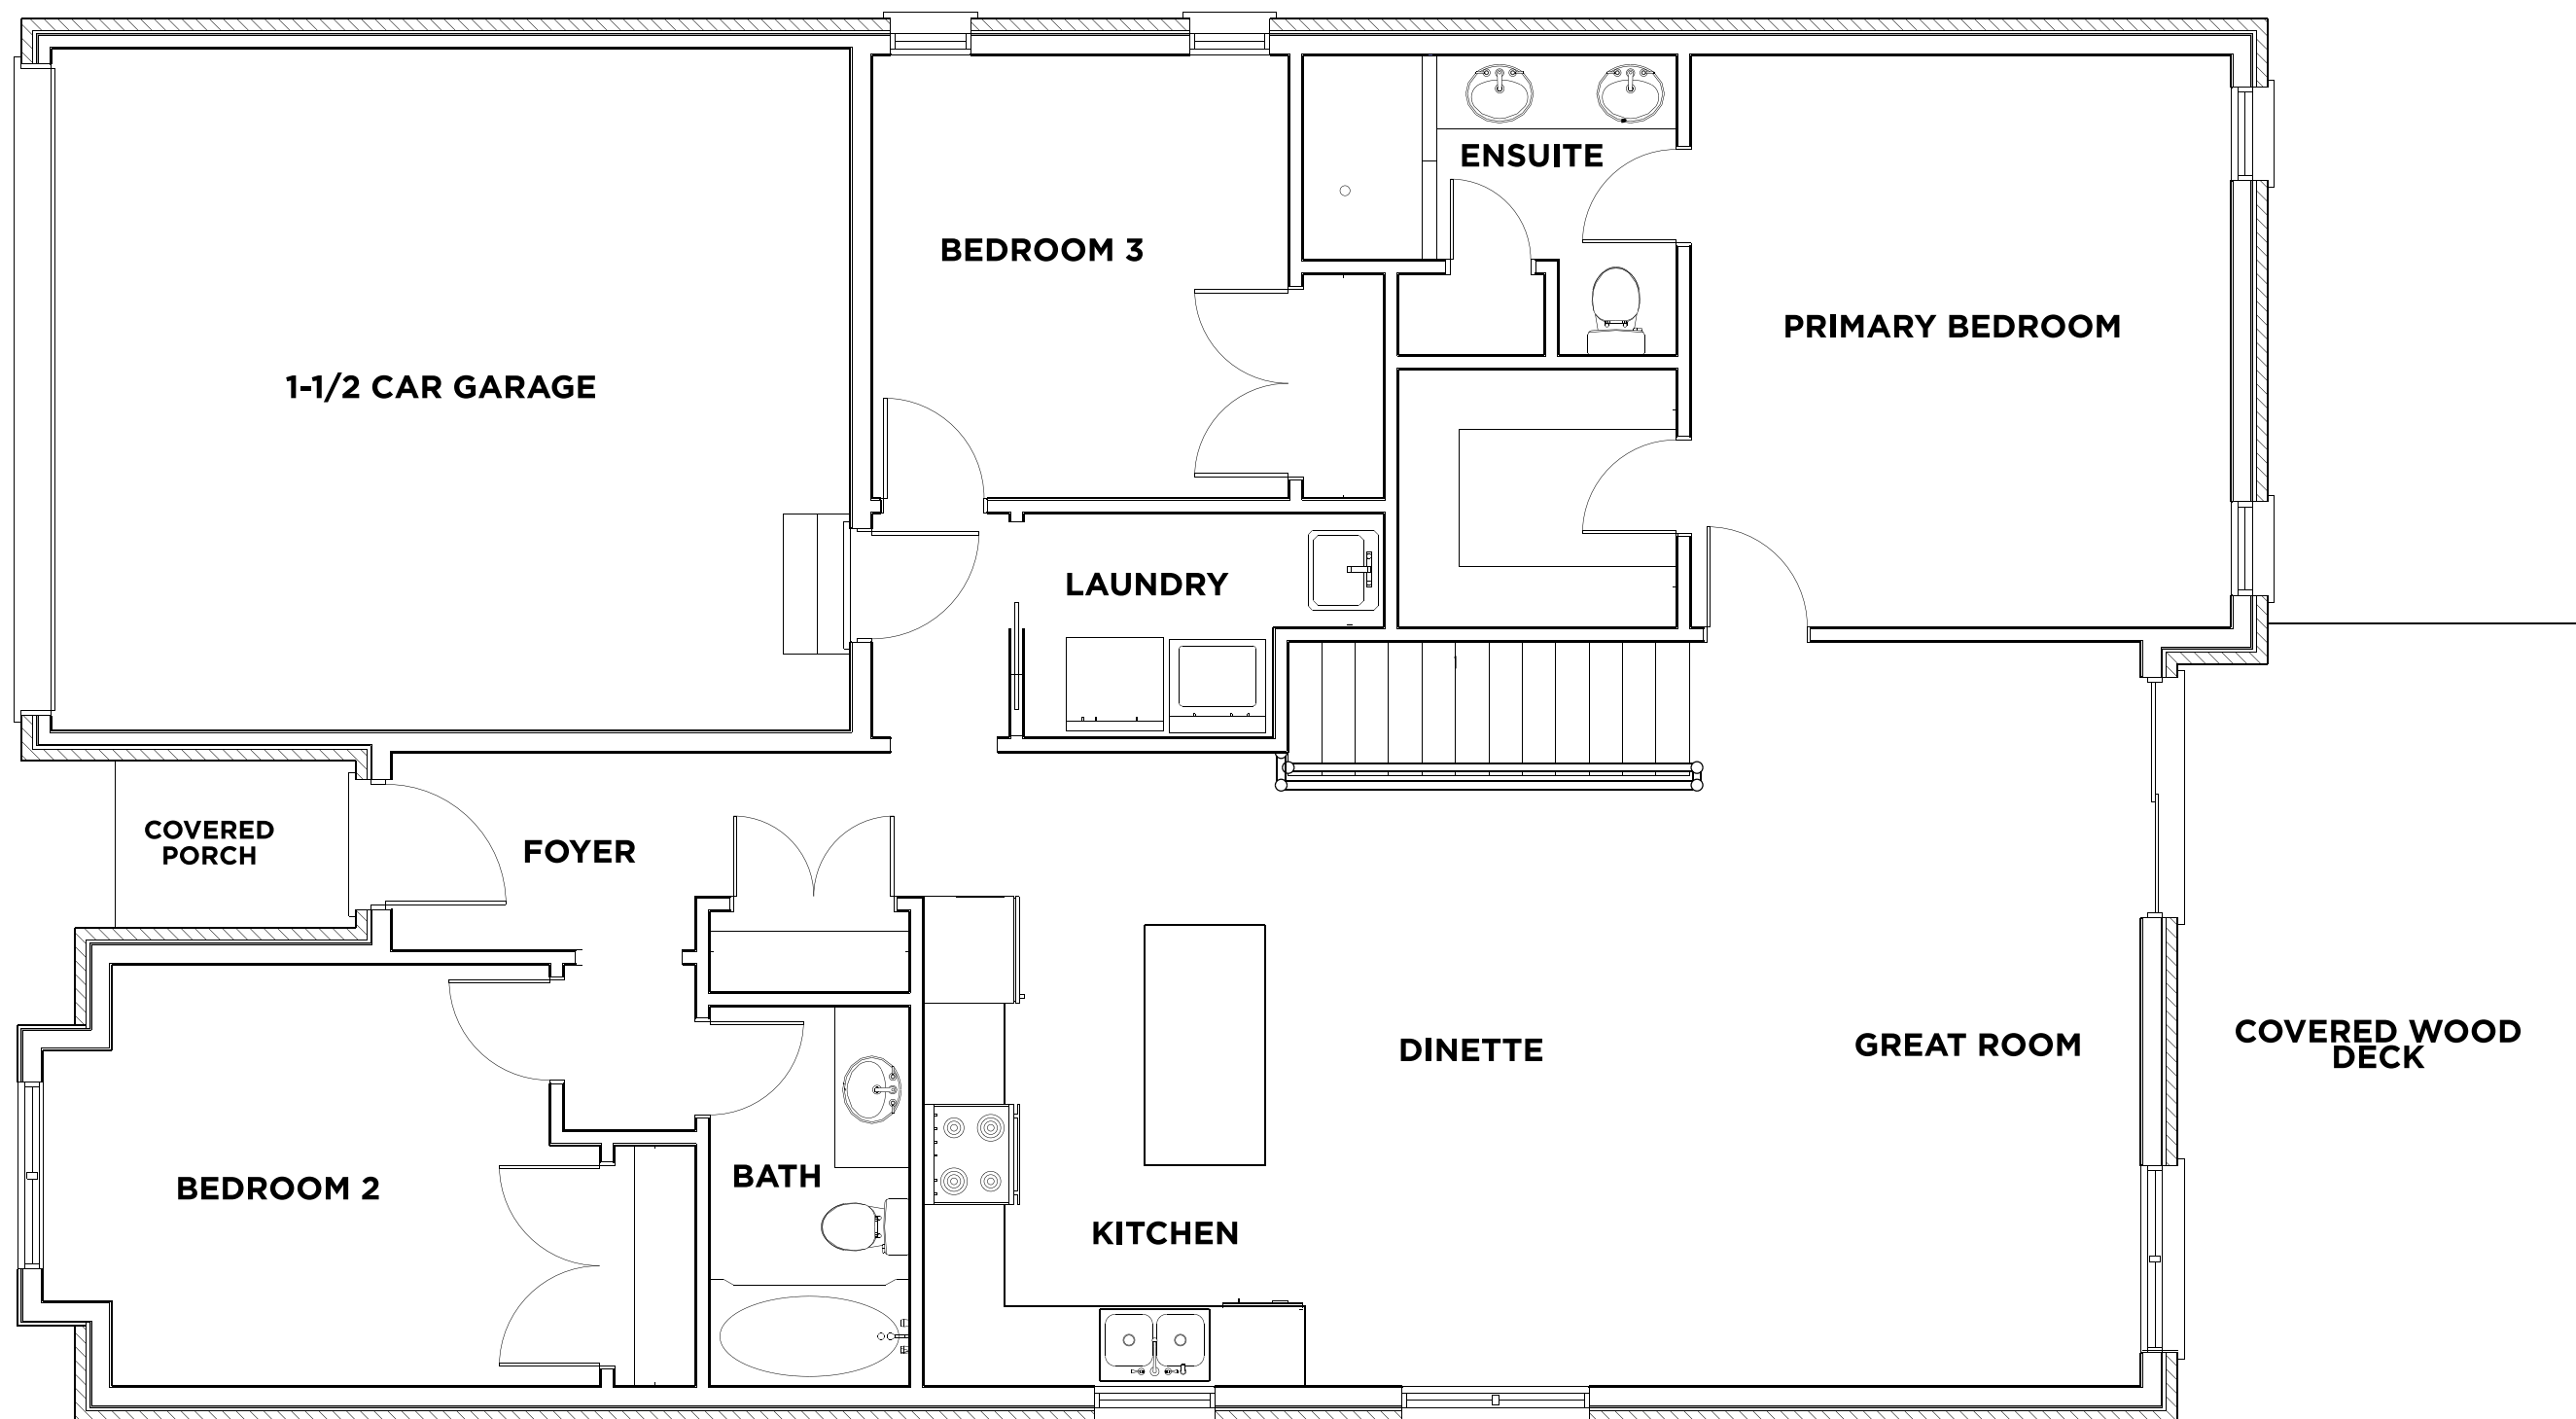 ENSUITE
BEDROOM 3
PRIMARY BEDROOM
1-1/2 CAR GARAGE
LAUNDRY
COVERED
PORCH
FOYER
DINETTE
GREAT ROOM
COVERED WOOD
DECK
BEDROOM 2
BATH
KITCHEN